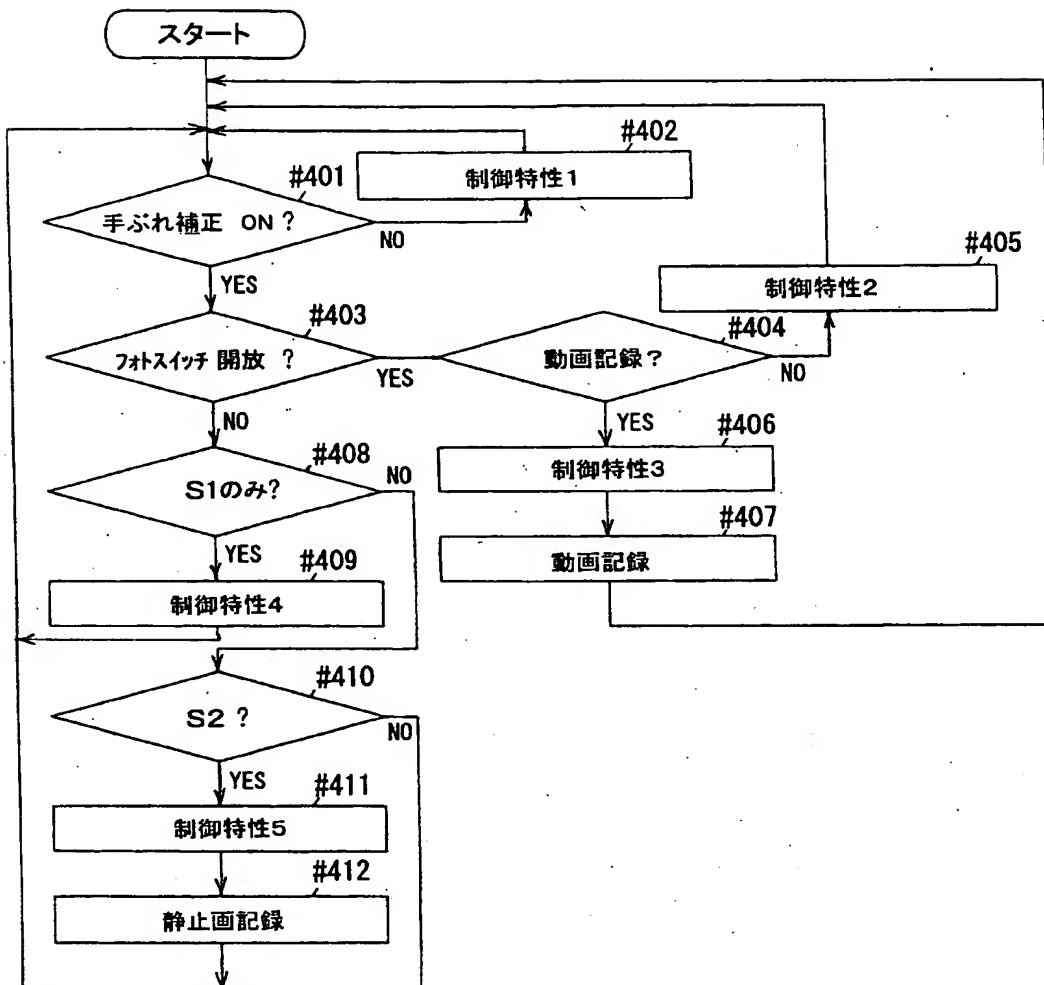 スタート
#402
制御特性1
#401
手ぶれ補正 ON ?
NO
YES
#405
制御特性2
#403
フォトスイッチ 開放 ?
YES
NO
#404
動画記録?
NO
YES
#406
制御特性3
#407
動画記録
#408
S1のみ?
NO
YES
#409
制御特性4
#410
S2 ?
NO
YES
#411
制御特性5
#412
静止画記録